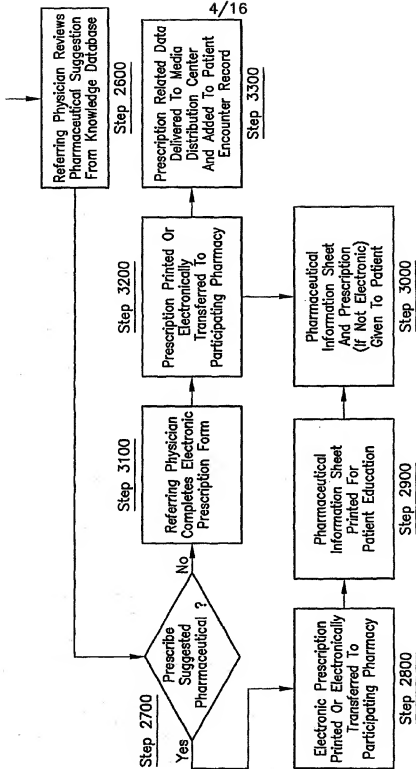 4/16
Referring Physician Reviews
Pharmaceutical Suggestion
From Knowledge Database
Step 2600
Step 2700
Prescribe
Suggested
Pharmaceutical ?
Yes
No
Step 3100
Referring Physician
Completes Electronic
Prescription Form
Step 3200
Prescription Printed Or
Electronically
Transferred To
Participating Pharmacy
Prescription Related Data
Delivered To Media
Distribution Center
And Added To Patient
Encounter Record
Step 3300
Electronic Prescription
Printed Or Electronically
Transferred To
Participating Pharmacy
Step 2800
Pharmaceutical
Information Sheet
Printed For
Patient Education
Step 2900
Pharmaceutical
Information Sheet
And Prescription
(If Not Electronic)
Given To Patient
Step 3000